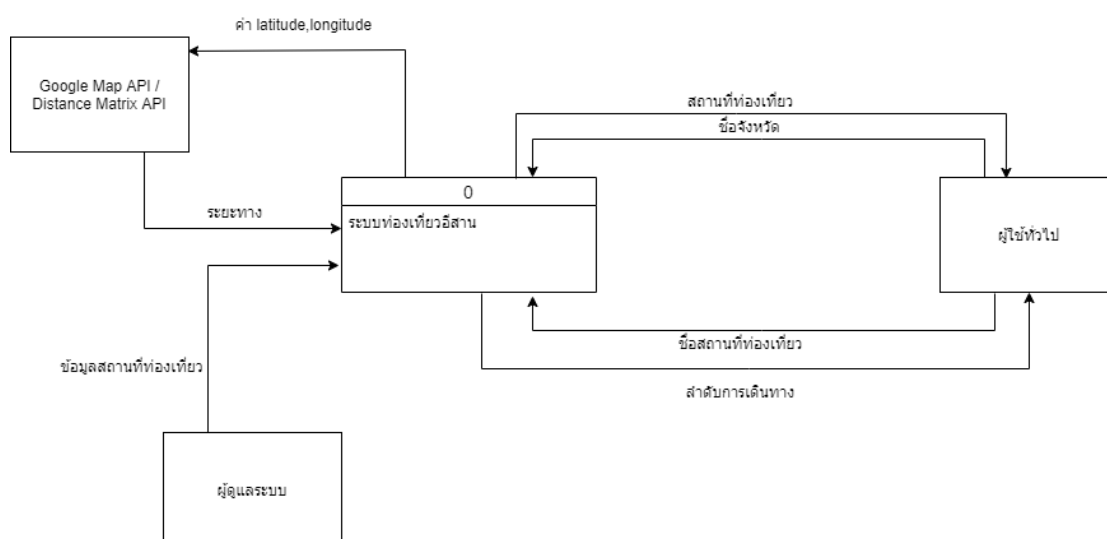 ค่า latitude,longitude
Google Map API /
Distance Matrix API
สถานที่ท่องเที่ยว
ชื่อจังหวัด
0
ระบบท่องเที่ยวอีสาน
ระยะทาง
ผู้ใช้ทั่วไป
ชื่อสถานที่ท่องเที่ยว
ข้อมูลสถานที่ท่องเที่ยว
ลำดับการเดินทาง
ผู้ดูแลระบบ